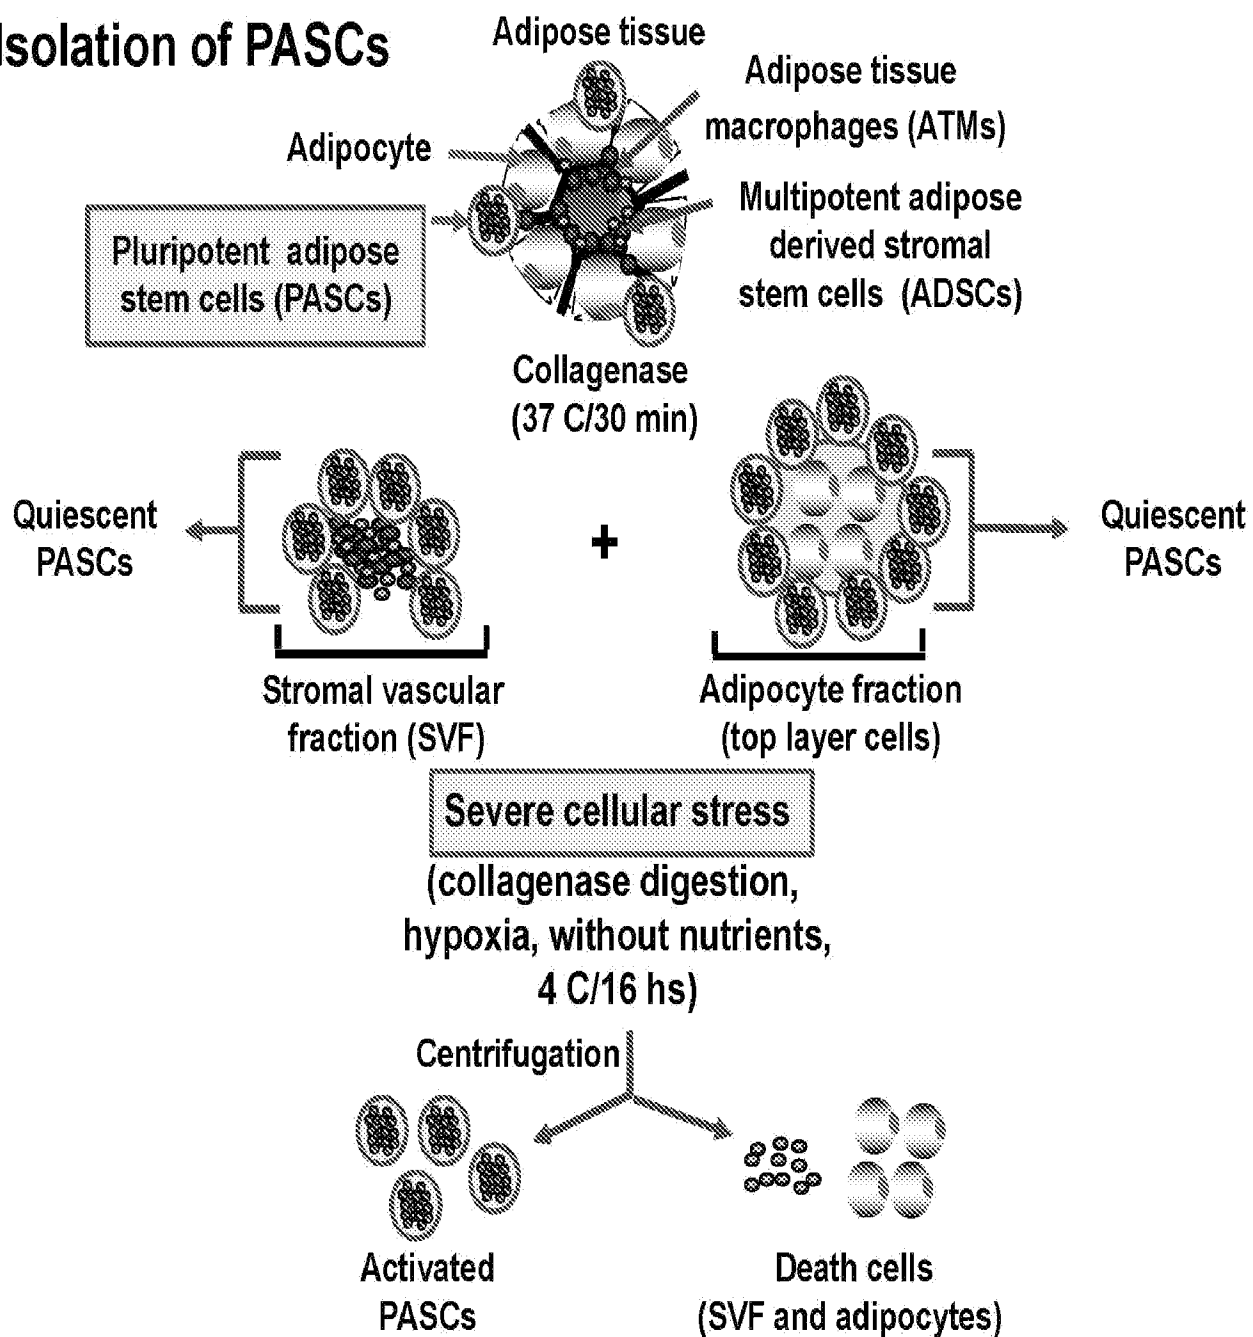 Isolation of PASCs
Adipose tissue
Adipose tissue
macrophages (ATMs)
Adipocyte
Multipotent adipose
derived stromal
stem cells (ADSCs)
Pluripotent adipose
stem cells (PASCs)
Collagenase
(37 C/30 min)
Quiescent
PASCs
+
Quiescent
PASCs
Stromal vascular
fraction (SVF)
Adipocyte fraction
(top layer cells)
Severe cellular stress
(collagenase digestion,
hypoxia, without nutrients,
4 C/16 hs)
Centrifugation
Activated
PASCs
Death cells
(SVF and adipocytes)